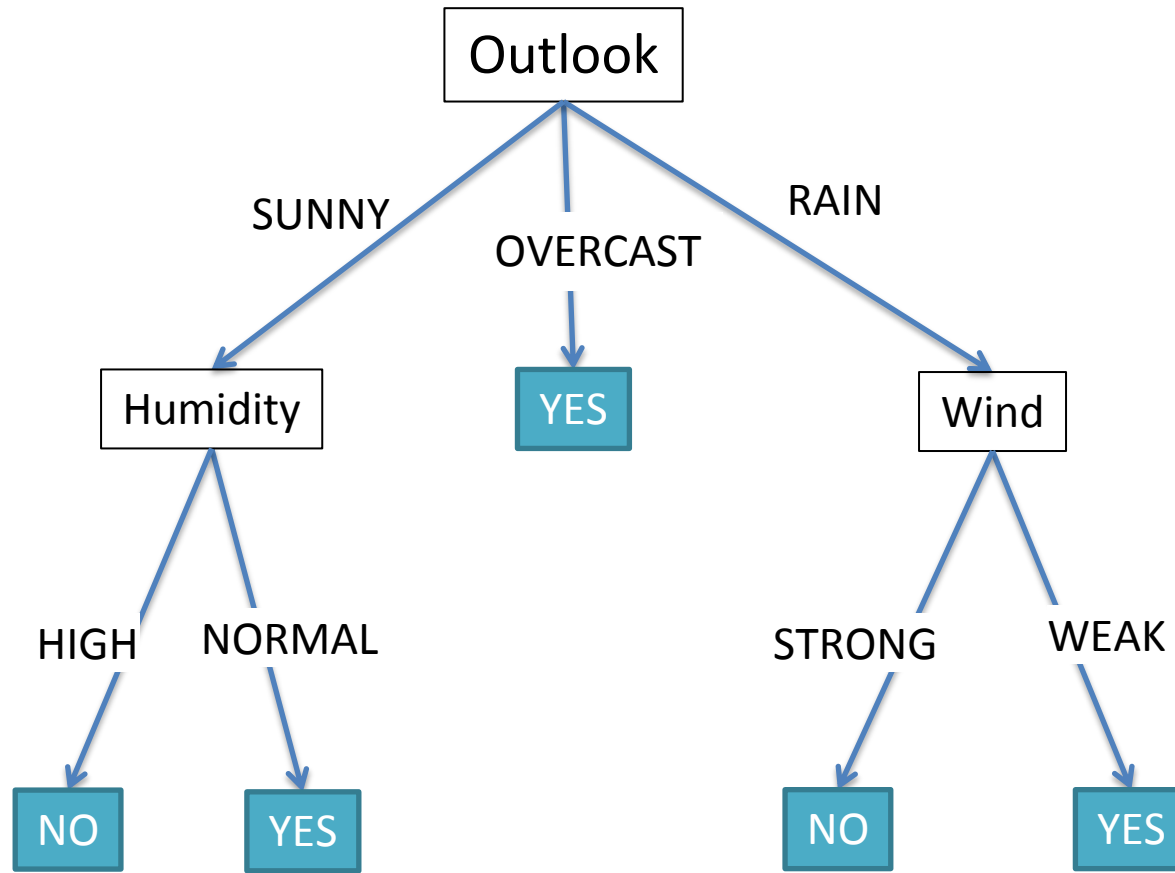 Outlook
SUNNY
OVERCAST
RAIN
Humidity
YES
Wind
HIGH
NORMAL
STRONG
WEAK
NO
YES
NO
YES